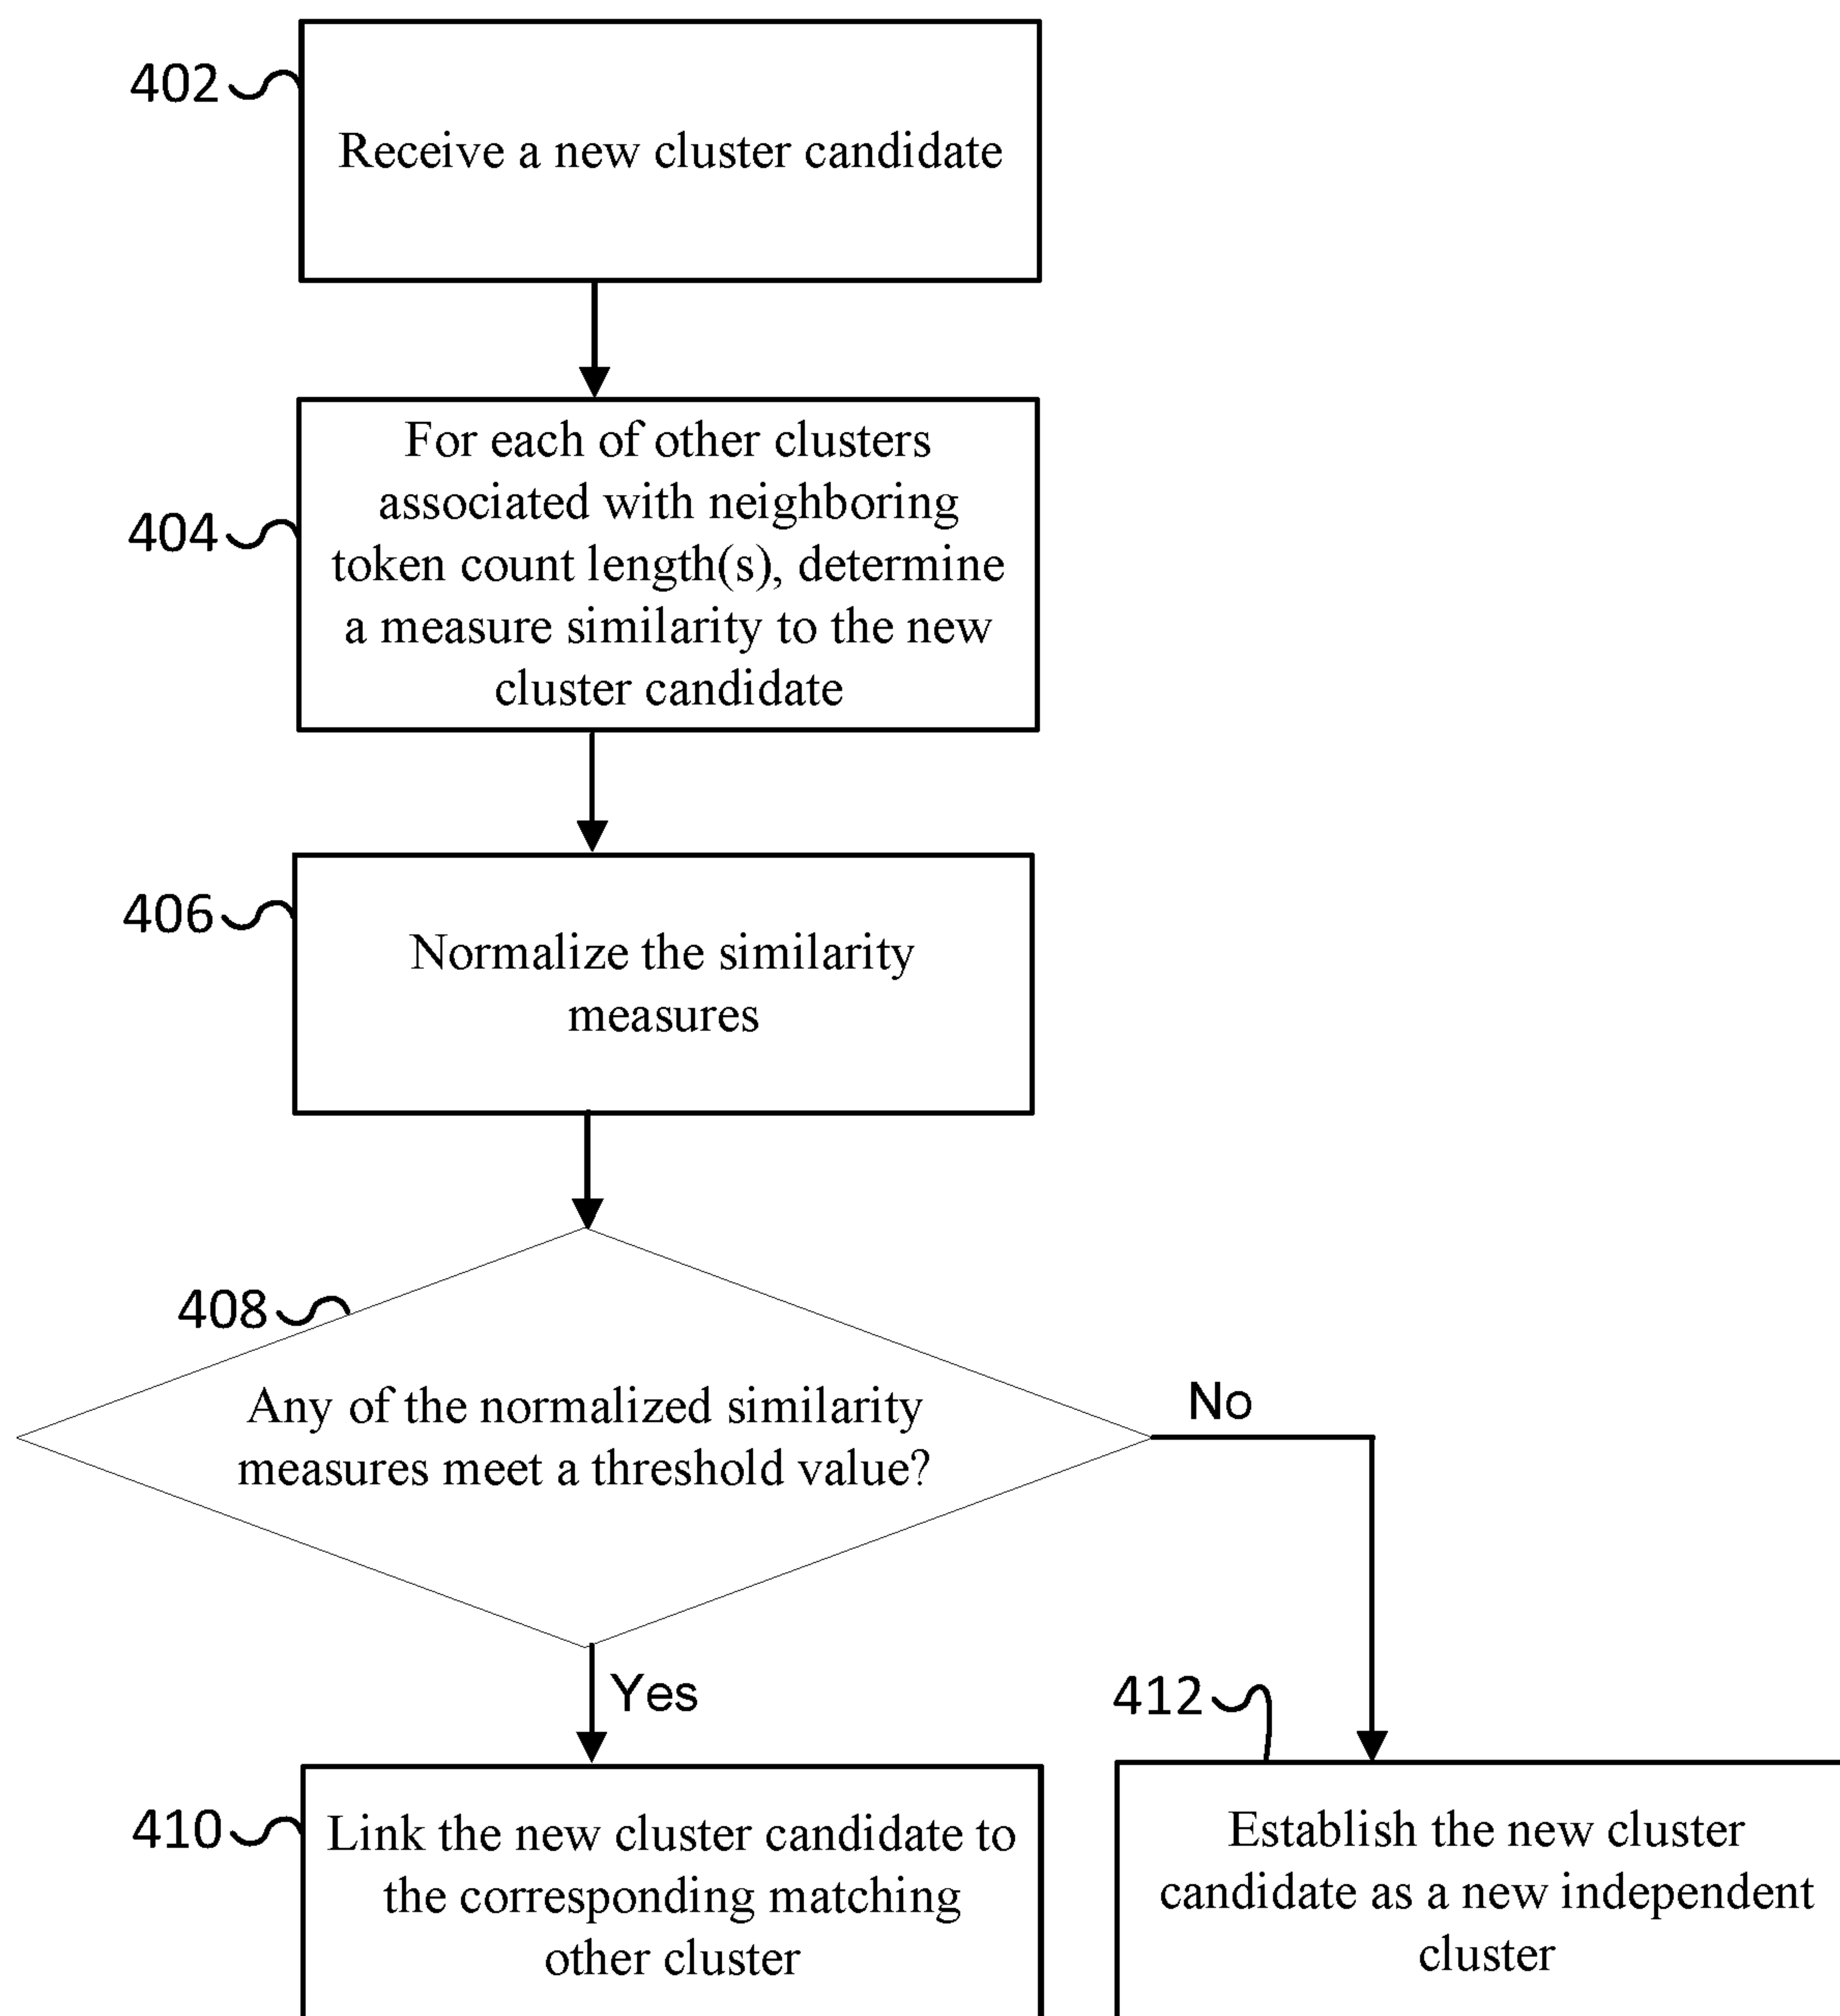 402
Receive a new cluster candidate
404
For each of other clusters
associated with neighboring
token count length(s), determine
a measure similarity to the new
cluster candidate
406
Normalize the similarity
measures
408
Any of the normalized similarity
measures meet a threshold value?
No
Yes
410
Link the new cluster candidate to
the corresponding matching
other cluster
412
Establish the new cluster
candidate as a new independent
cluster